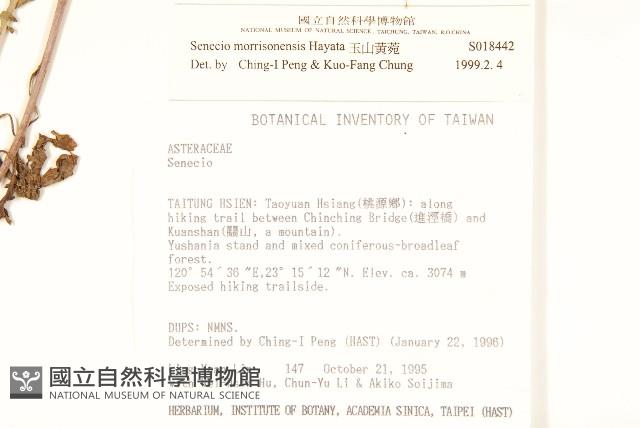 國立自然科學博物館
NATIONAL MUSEUM OF NATURAL SCIENCE, TAICHUNG, TAIWAN, R.O.CHINA
Senecio morrisonensis Hayata 玉山黃菀 S018442
Det. by Ching-I Peng & Kuo-Fang Chung 1999.2.4
BOTANICAL INVENTORY OF TAIWAN
ASTERACEAE
Senecio
TAITUNG HSIEN: Taoyuan Hsiang(桃源鄉): along
hiking trail between Chinching Bridge(進涇橋) and
Kuanshan(關山, a mountain).
Yushania stand and mixed coniferous-broadleaf
forest.
120° 54´36 ″E,23° 15´12 ″N. Elev. ca. 3074 m
Exposed hiking trailside.
DUPS: NMNS.
Determined by Ching-I Peng (HAST) (January 22, 1996)
147 October 21, 1995
Hu, Chun-Yu Li & Akiko Soijima
國立自然科學博物館
NATIONAL MUSEUM OF NATURAL SCIENCE
HERBARIUM, INSTITUTE OF BOTANY, ACADEMIA SINICA, TAIPEI (HAST)